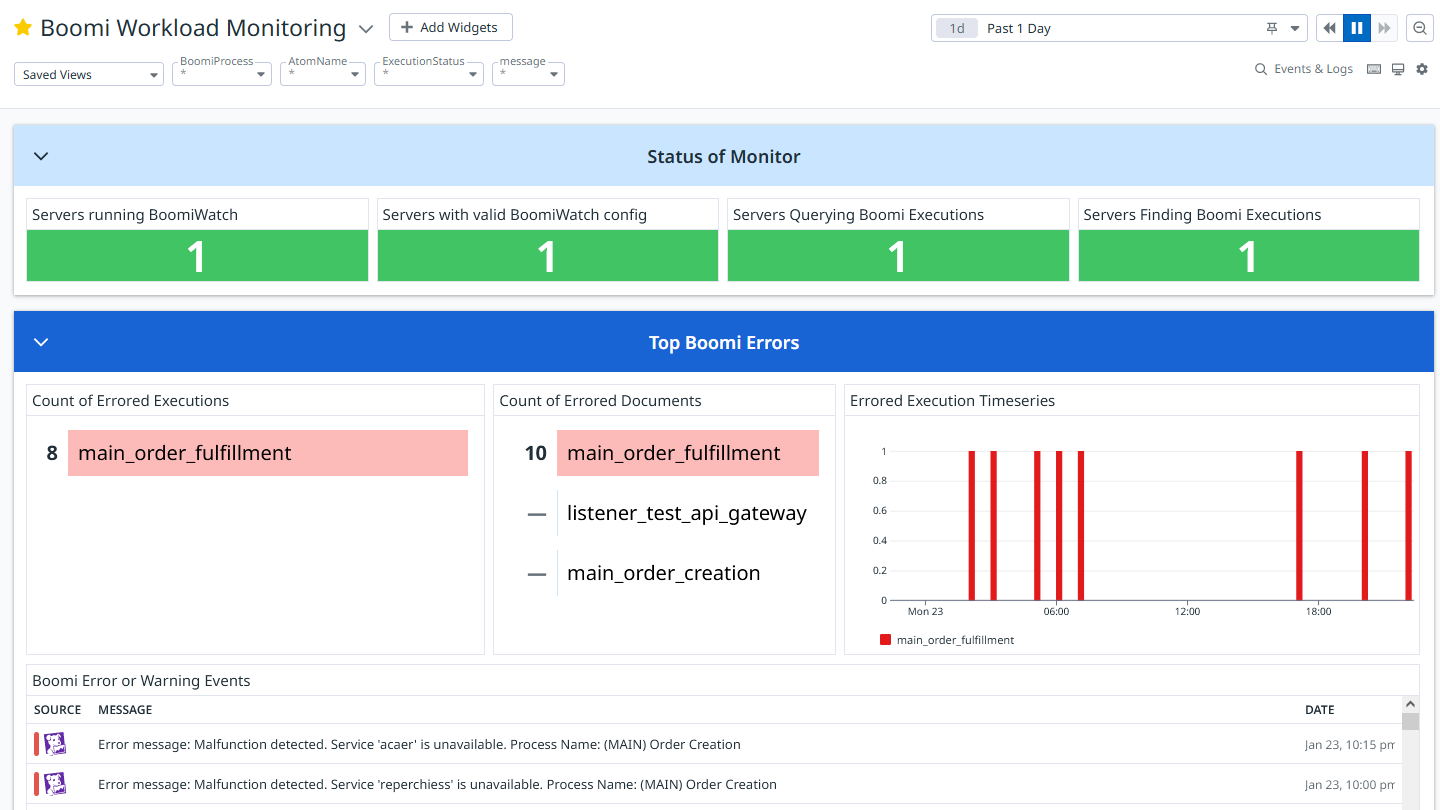 Boomi Workload Monitoring
Add Widgets
1d Past 1 Day
Saved Views
BoomiProcess
*
AtomName
*
ExecutionStatus
*
message
*
Events & Logs
Status of Monitor
Servers running BoomiWatch
1
Servers with valid BoomiWatch config
1
Servers Querying Boomi Executions
1
Servers Finding Boomi Executions
1
Top Boomi Errors
Count of Errored Executions
8 main_order_fulfillment
Count of Errored Documents
10 main_order_fulfillment
— listener_test_api_gateway
— main_order_creation
Errored Execution Timeseries
1
0.8
0.6
0.4
0.2
0
Mon 23 06:00 12:00 18:00
main_order_fulfillment
Boomi Error or Warning Events
SOURCE MESSAGE DATE
Error message: Malfunction detected. Service 'acaer' is unavailable. Process Name: (MAIN) Order Creation Jan 23, 10:15 pm
Error message: Malfunction detected. Service 'reperchiess' is unavailable. Process Name: (MAIN) Order Creation Jan 23, 10:00 pm